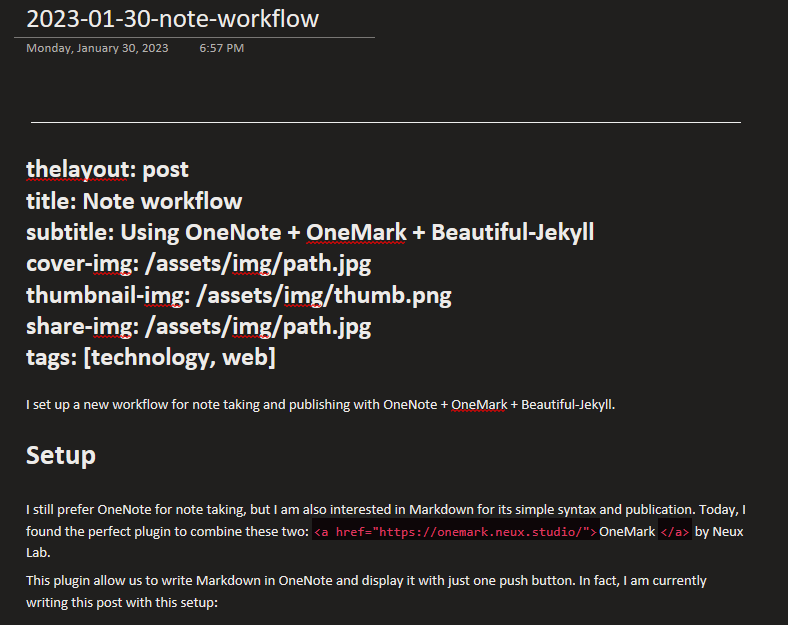 2023-01-30-note-workflow
Monday, January 30, 2023 6:57 PM
thelayout: post
title: Note workflow
subtitle: Using OneNote + OneMark + Beautiful-Jekyll
cover-img: /assets/img/path.jpg
thumbnail-img: /assets/img/thumb.png
share-img: /assets/img/path.jpg
tags: [technology, web]
I set up a new workflow for note taking and publishing with OneNote + OneMark + Beautiful-Jekyll.
Setup
I still prefer OneNote for note taking, but I am also interested in Markdown for its simple syntax and publication. Today, I
found the perfect plugin to combine these two: <a href="https://onemark.neux.studio/">OneMark </a> by Neux
Lab.
This plugin allow us to write Markdown in OneNote and display it with just one push button. In fact, I am currently
writing this post with this setup: